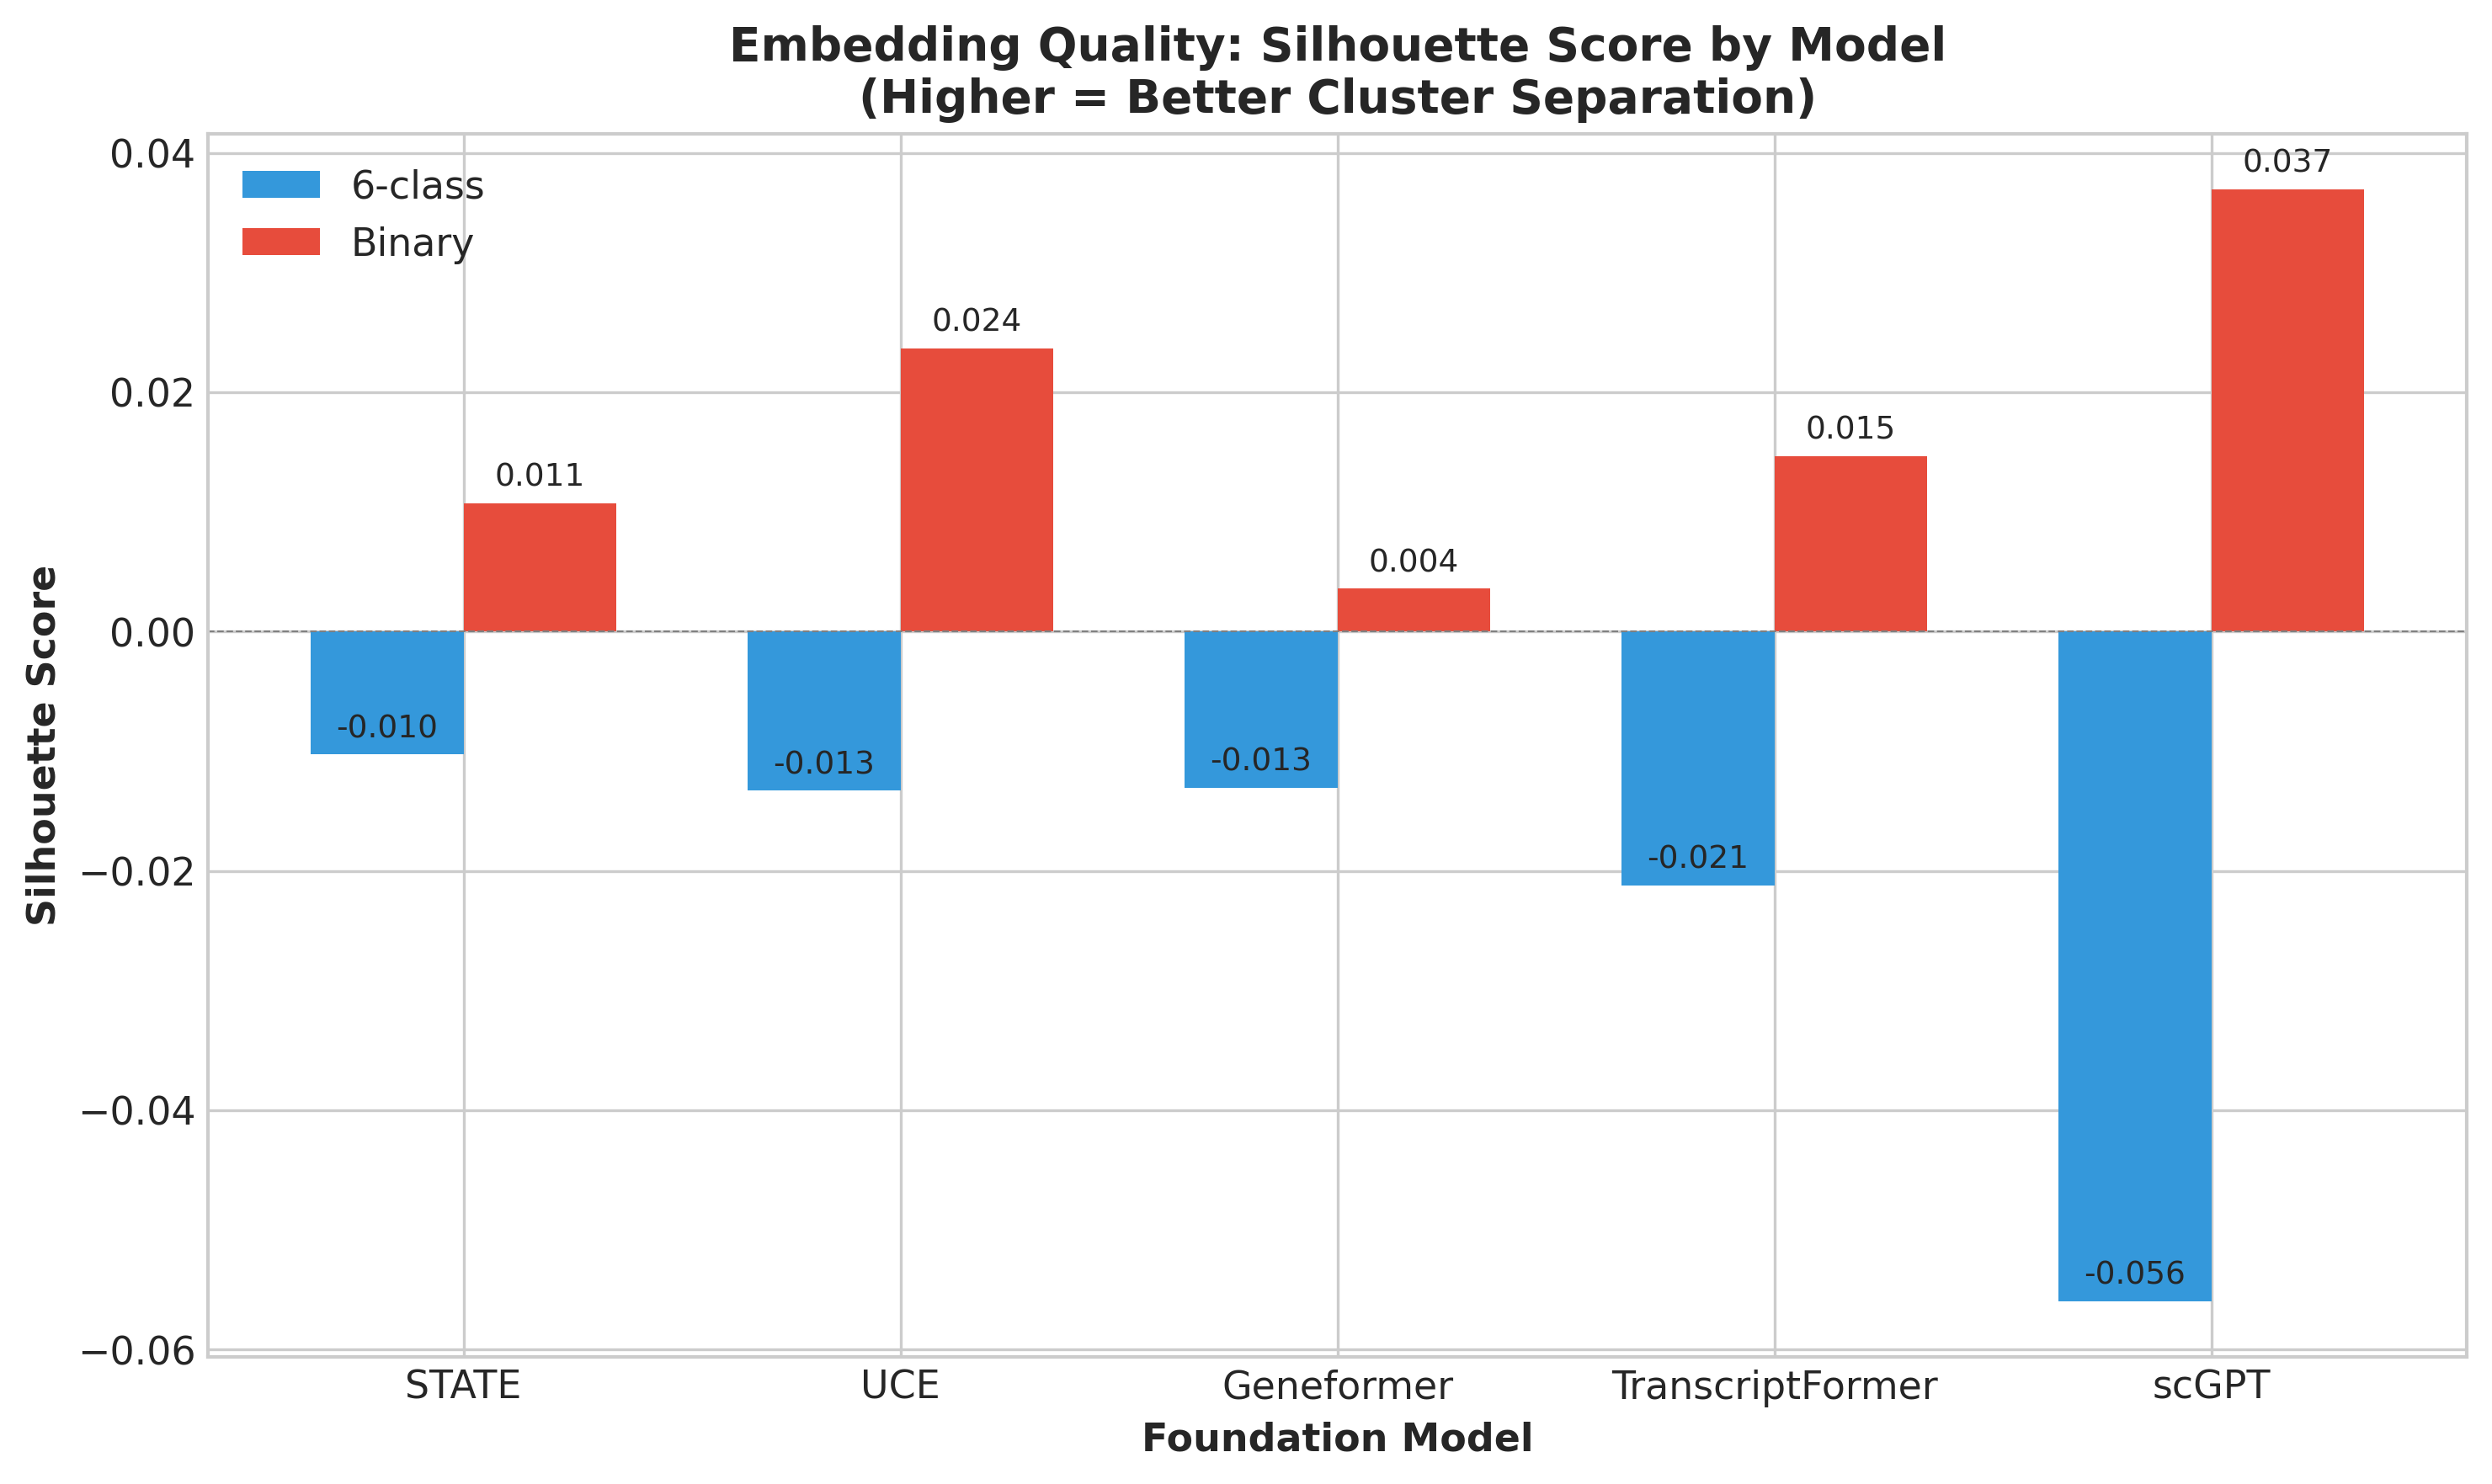 Embedding Quality: Silhouette Score by Model
(Higher = Better Cluster Separation)
6-class
Binary
Silhouette Score
0.04
0.02
0.00
−0.02
−0.04
−0.06
-0.010
0.011
-0.013
0.024
-0.013
0.004
-0.021
0.015
-0.056
0.037
STATE
UCE
Geneformer
TranscriptFormer
scGPT
Foundation Model